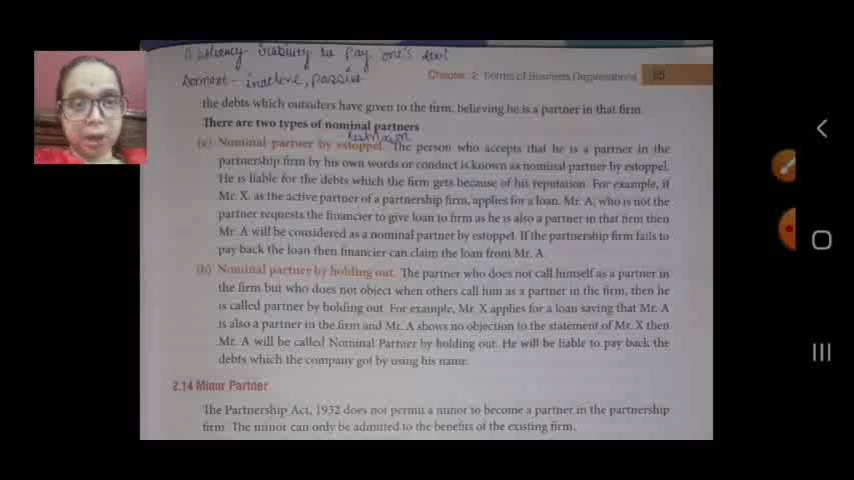 inability to pay one's debt
Dormant - inactive, passive
Chapter: 2 Forms of Business Organisations 65
the debts which outsiders have given to the firm, believing he is a partner in that firm.
There are two types of nominal partners
(a) Nominal partner by estoppel. The person who accepts that he is a partner in the
partnership firm by his own words or conduct is known as nominal partner by estoppel.
He is liable for the debts which the firm gets because of his reputation. For example, if
Mr. X, as the active partner of a partnership firm, applies for a loan. Mr. A, who is not the
partner requests the financier to give loan to firm as he is also a partner in that firm then
Mr. A will be considered as a nominal partner by estoppel. If the partnership firm fails to
pay back the loan then financier can claim the loan from Mr. A.
(b) Nominal partner by holding out. The partner who does not call himself as a partner in
the firm but who does not object when others call him as a partner in the firm, then he
is called partner by holding out. For example, Mr. X applies for a loan saying that Mr. A
is also a partner in the firm and Mr. A shows no objection to the statement of Mr. X then
Mr. A will be called Nominal Partner by holding out. He will be liable to pay back the
debts which the company got by using his name.
2.14 Minor Partner
The Partnership Act, 1932 does not permit a minor to become a partner in the partnership
firm. The minor can only be admitted to the benefits of the existing firm.